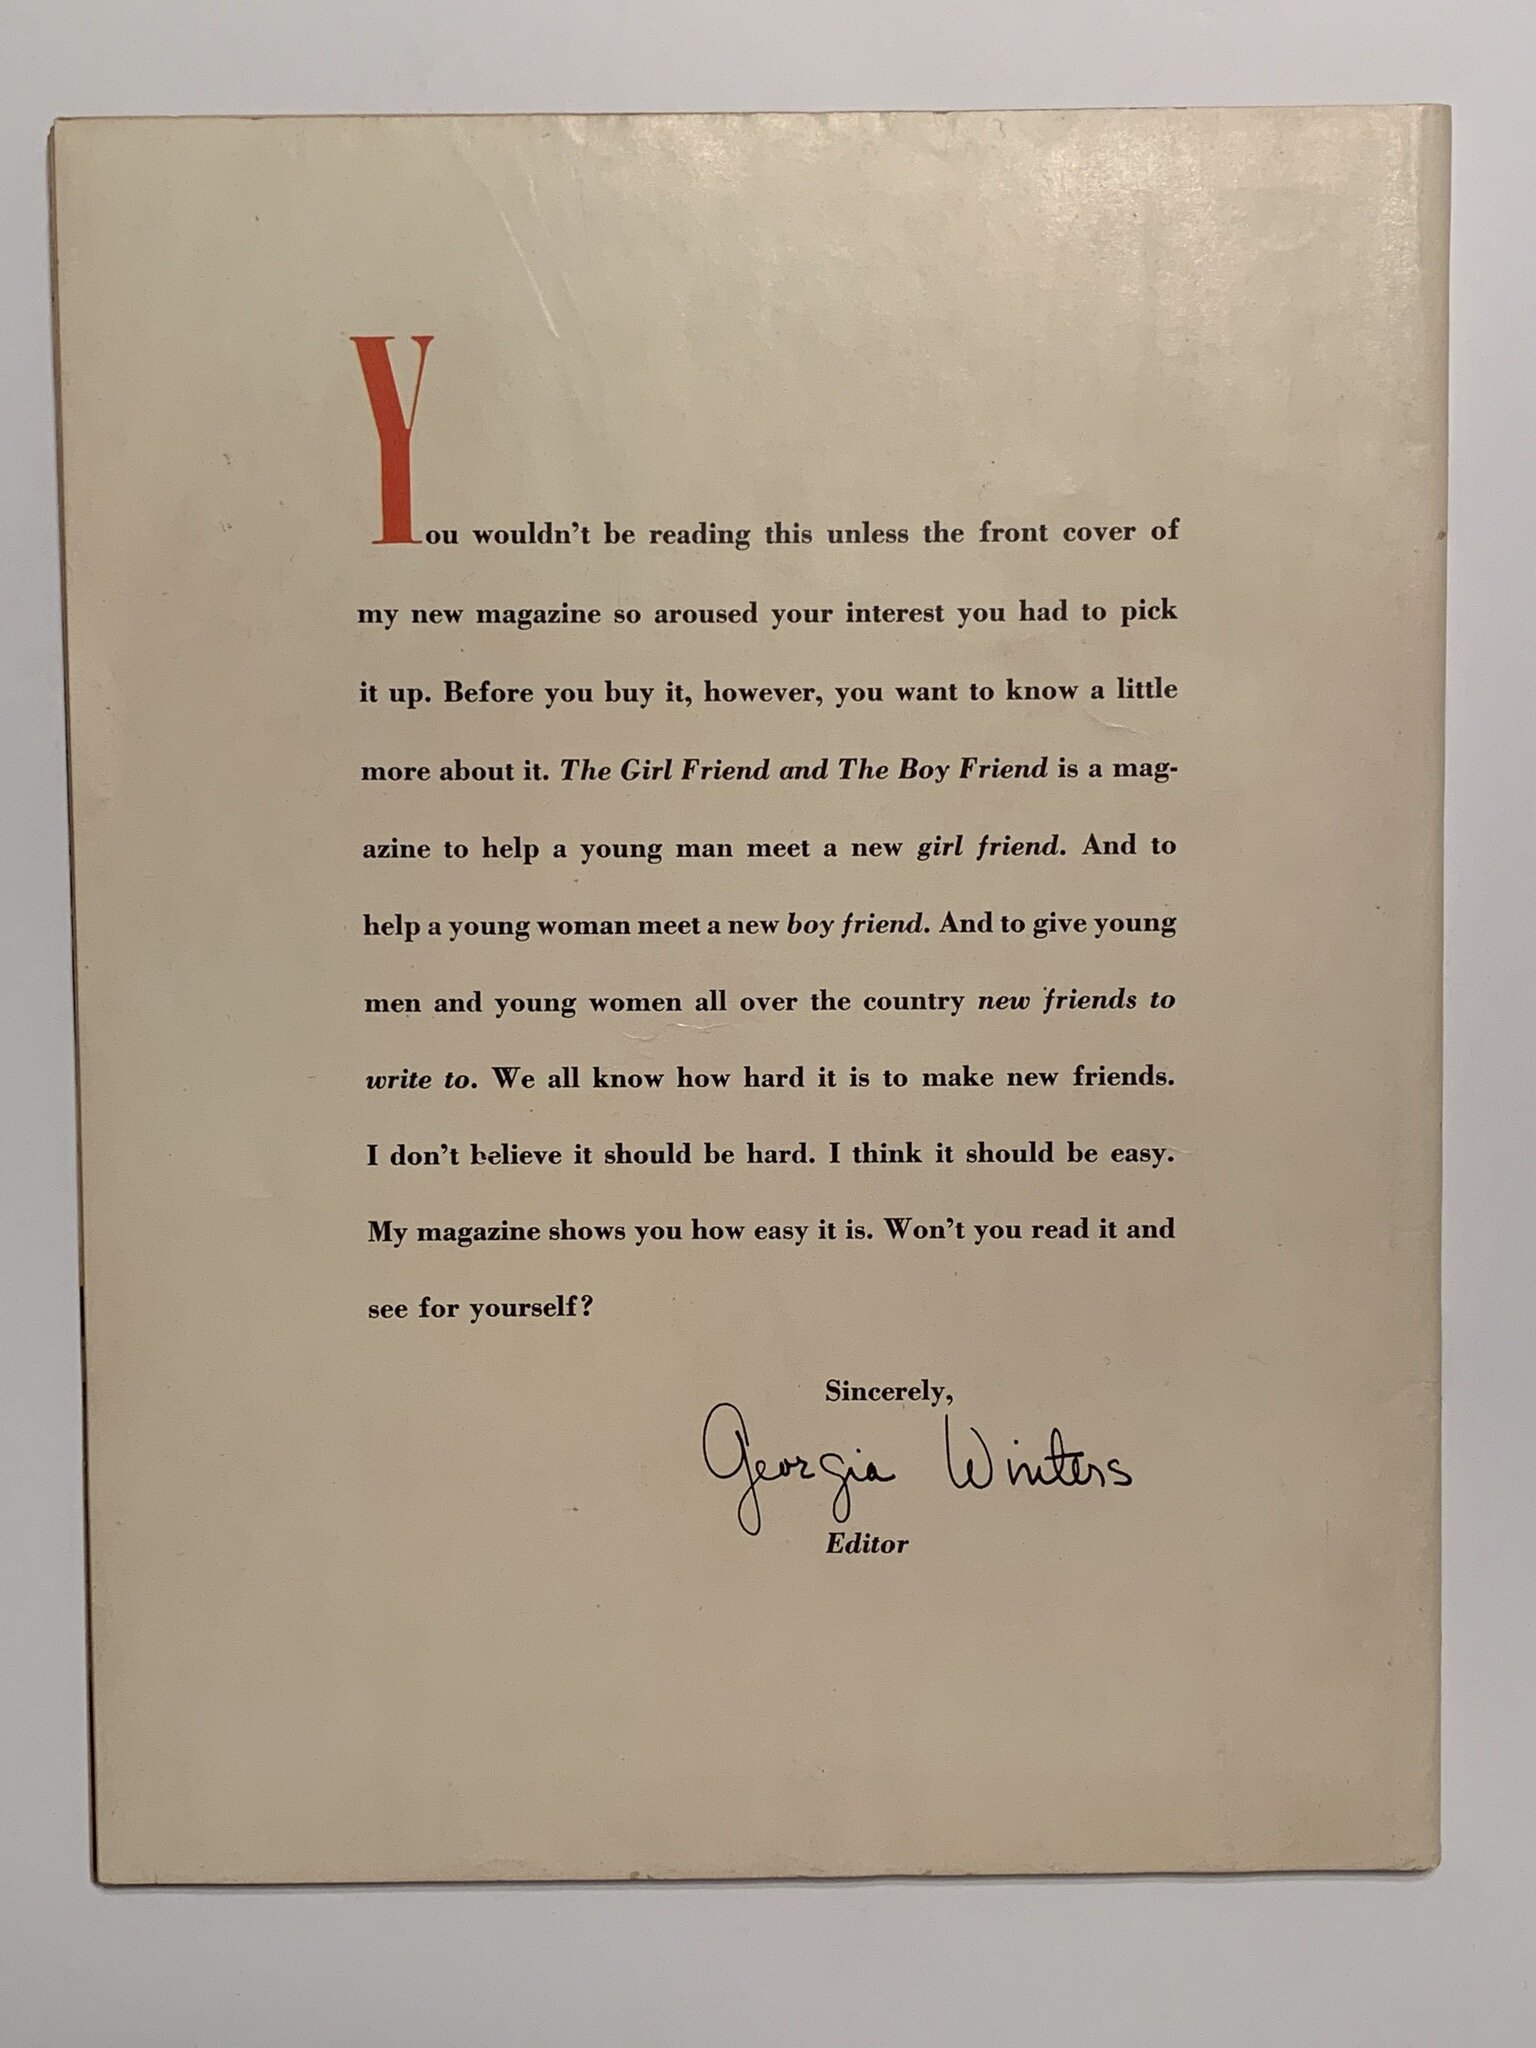 You wouldn't be reading this unless the front cover of
my new magazine so aroused your interest you had to pick
it up. Before you buy it, however, you want to know a little
more about it. The Girl Friend and The Boy Friend is a mag-
azine to help a young man meet a new girl friend. And to
help a young woman meet a new boy friend. And to give young
men and young women all over the country new friends to
write to. We all know how hard it is to make new friends.
I don't believe it should be hard. I think it should be easy.
My magazine shows you how easy it is. Won't you read it and
see for yourself?
Sincerely,
Georgia Winters
Editor